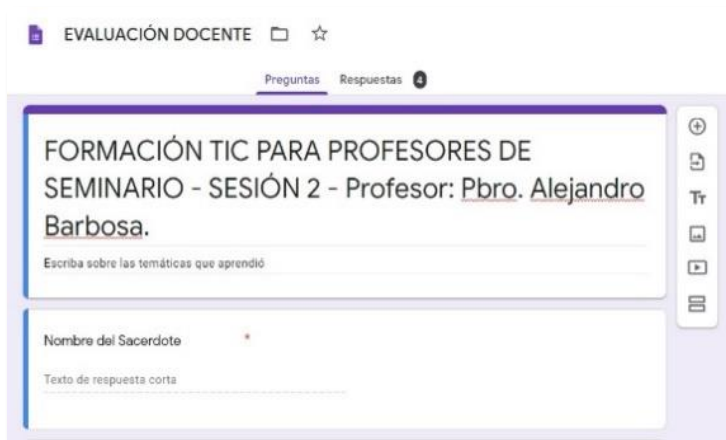 EVALUACIÓN DOCENTE
Preguntas Respuestas 4
FORMACIÓN TIC PARA PROFESORES DE
SEMINARIO - SESIÓN 2 - Profesor: Pbro. Alejandro
Barbosa.
Escriba sobre las temáticas que aprendió
Tт
Nombre del Sacerdote *
Texto de respuesta corta